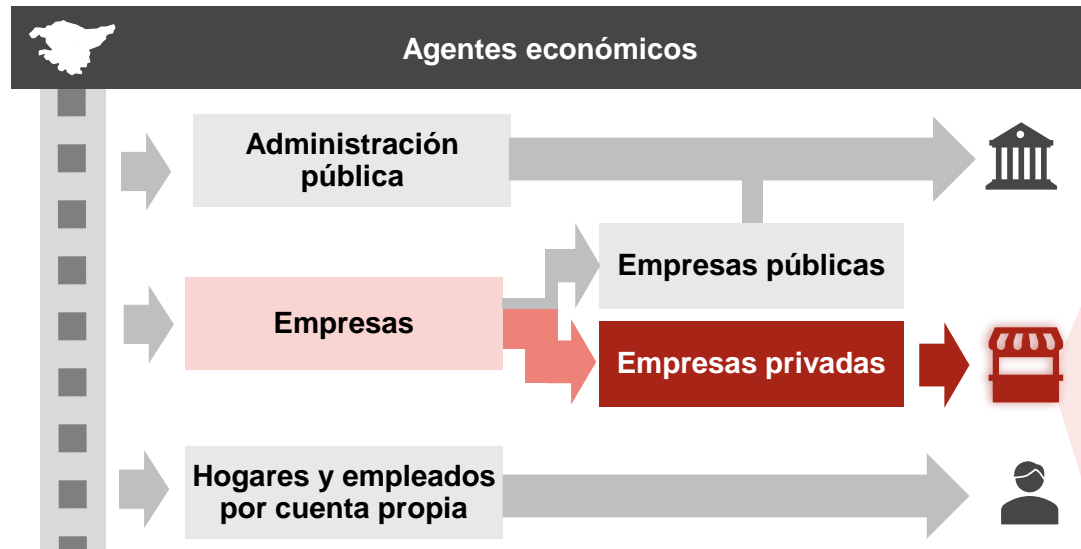 Agentes económicos
Administración
pública
Empresas públicas
Empresas
Empresas privadas
Hogares y empleados
por cuenta propia